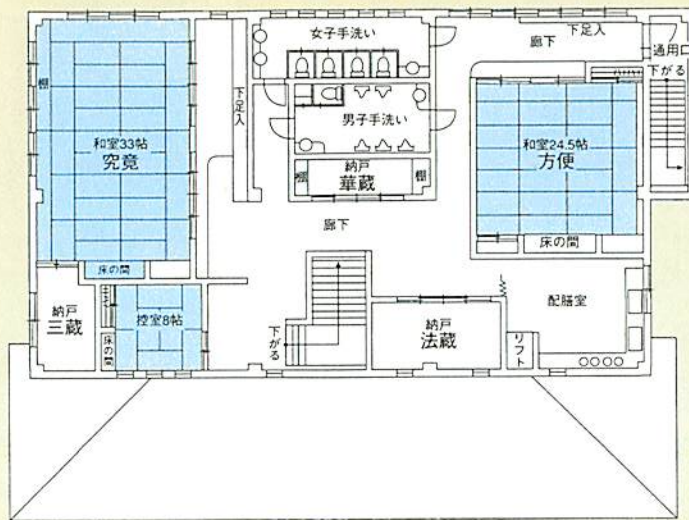 女子手洗い
廊下
下足入
通用口
下がる
棚
下足入
男子手洗い
和室33帖
究竟
和室24.5帖
方便
納戸
華蔵
棚
棚
廊下
床の間
床の間
納戸
三蔵
控室8帖
床の間
下がる
納戸
法蔵
リフト
配膳室